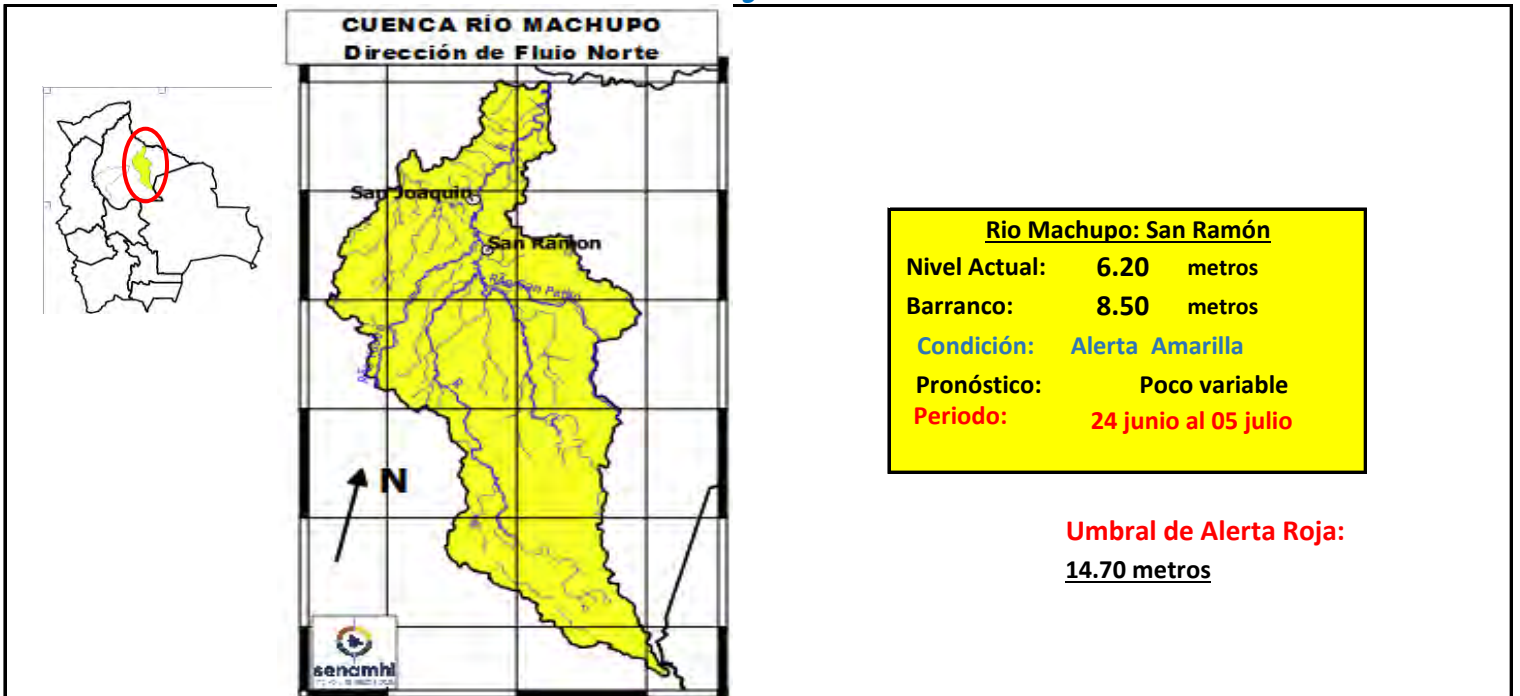 CUENCA RÍO MACHUPO
Dirección de Fluio Norte
San Joaquin
San Ramon
N
senamhi
Rio Machupo: San Ramón
Nivel Actual: 6.20 metros
Barranco: 8.50 metros
Condición: Alerta Amarilla
Pronóstico: Poco variable
Periodo: 24 junio al 05 julio
Umbral de Alerta Roja:
14.70 metros